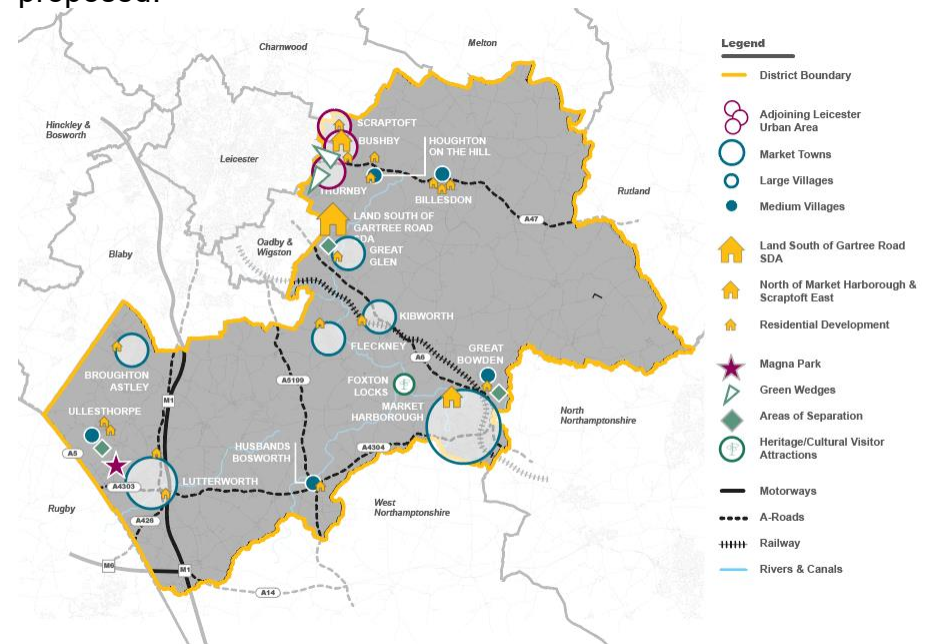 proposed.
Charnwood
Melton
Hinckley &
Bosworth
Leicester
SCRAPTOFT
BUSHBY
HOUGHTON
ON THE HILL
THURNBY
BILLESDON
Rutland
A47
LAND SOUTH OF
GARTREE ROAD
SDA
Oadby &
Wigston
GREAT
GLEN
Blaby
KIBWORTH
FLECKNEY
GREAT
BOWDEN
A6
BROUGHTON
ASTLEY
A5199
FOXTON
LOCKS
M1
MARKET
HARBOROUGH
North
Northamptonshire
ULLESTHORPE
HUSBANDS
BOSWORTH
A4304
A5
LUTTERWORTH
A4303
Rugby
A426
West
Northamptonshire
M6
M1
A14
Legend
District Boundary
Adjoining Leicester
Urban Area
Market Towns
Large Villages
Medium Villages
Land South of Gartree Road
SDA
North of Market Harborough &
Scraptoft East
Residential Development
Magna Park
Green Wedges
Areas of Separation
Heritage/Cultural Visitor
Attractions
Motorways
A-Roads
Railway
Rivers & Canals